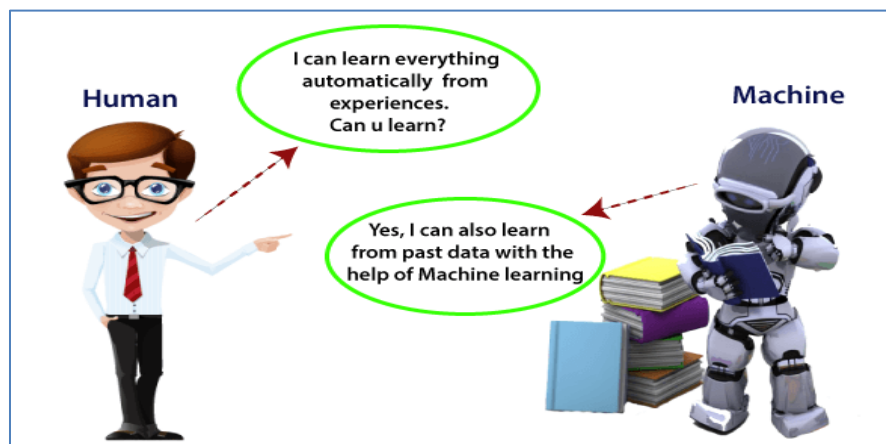 Human
I can learn everything
automatically from
experiences.
Can u learn?
Machine
Yes, I can also learn
from past data with the
help of Machine learning